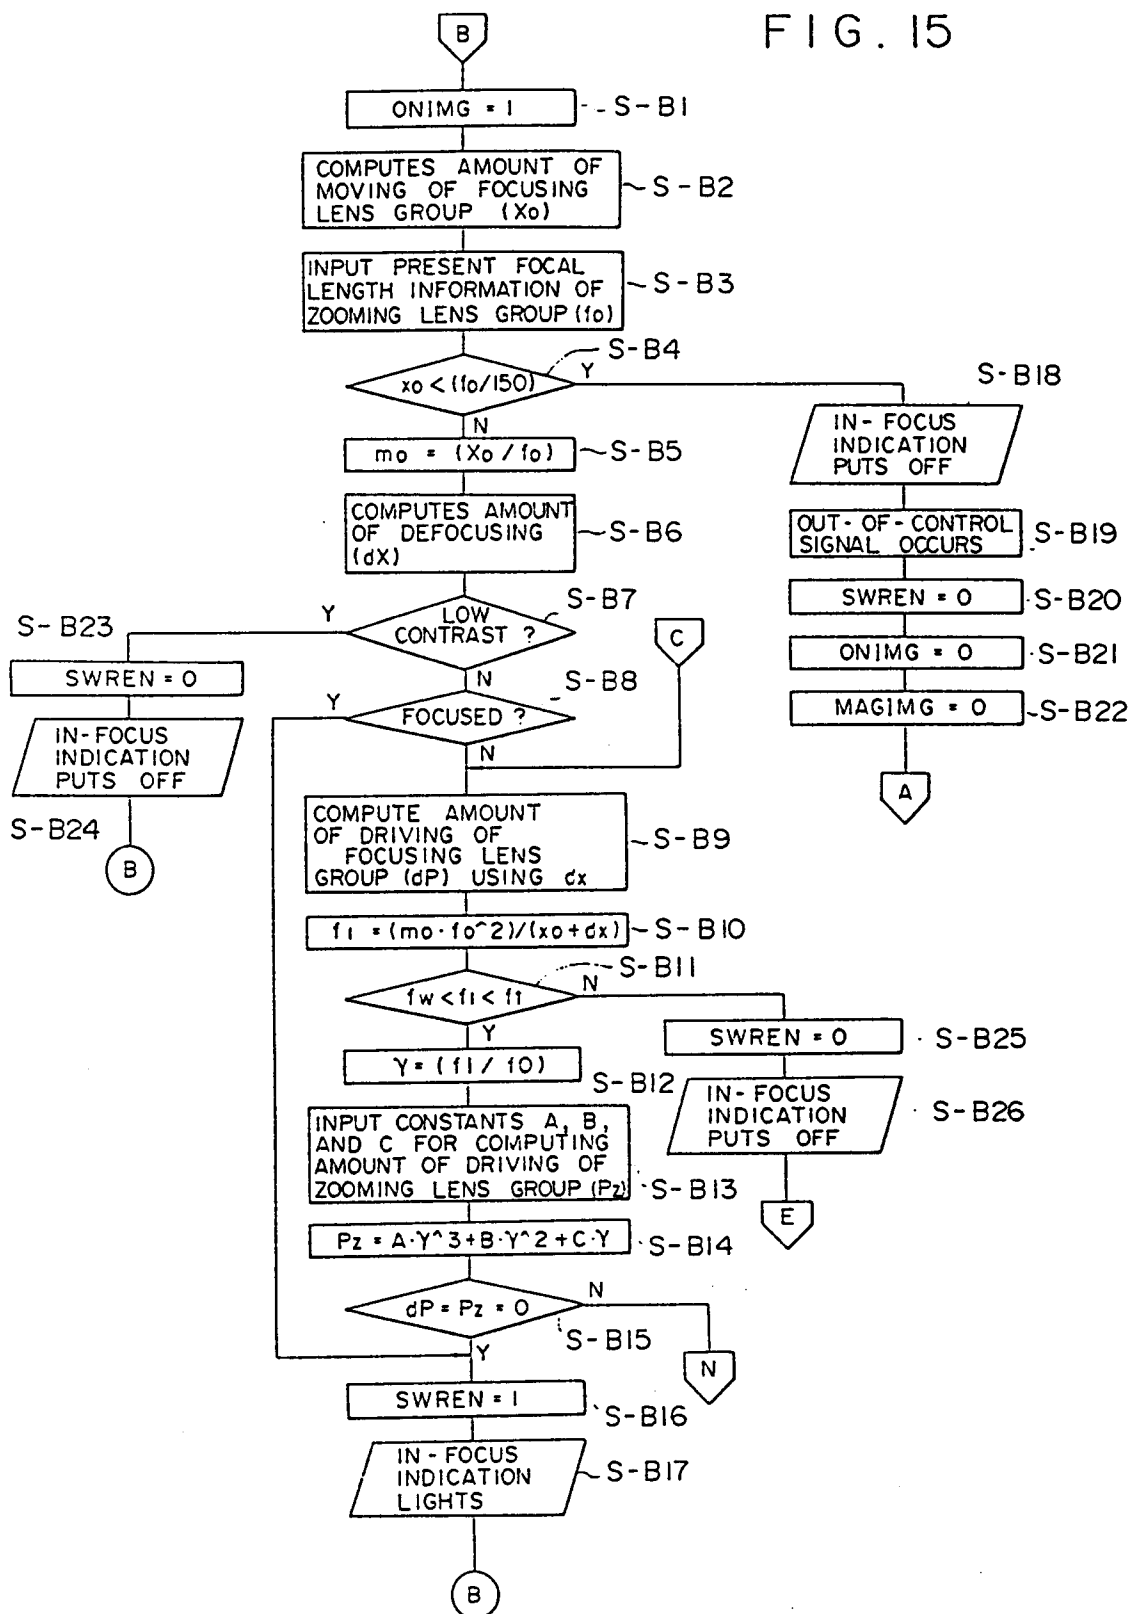 FIG. 15
B
ONIMG = 1
S-B1
COMPUTES AMOUNT OF
MOVING OF FOCUSING
LENS GROUP (Xo)
S-B2
INPUT PRESENT FOCAL
LENGTH INFORMATION OF
ZOOMING LENS GROUP (fo)
S-B3
S-B4
xo < (fo/150)
Y
N
S-B18
IN-FOCUS
INDICATION
PUTS OFF
mo = (Xo / fo)
S-B5
COMPUTES AMOUNT
OF DEFOCUSING
(dX)
S-B6
OUT-OF-CONTROL
SIGNAL OCCURS
S-B19
SWREN = 0
S-B20
ONIMG = 0
S-B21
MAGIMG = 0
S-B22
A
S-B7
LOW
CONTRAST ?
Y
N
C
S-B23
SWREN = 0
IN-FOCUS
INDICATION
PUTS OFF
S-B24
B
S-B8
FOCUSED ?
Y
N
COMPUTE AMOUNT
OF DRIVING OF
FOCUSING LENS
GROUP (dP) USING dx
S-B9
f1 = (mo · fo^2)/(xo+dx)
S-B10
S-B11
fw < f1 < fT
N
Y
SWREN = 0
S-B25
IN-FOCUS
INDICATION
PUTS OFF
S-B26
E
γ = (f1 / f0)
S-B12
INPUT CONSTANTS A, B,
AND C FOR COMPUTING
AMOUNT OF DRIVING OF
ZOOMING LENS GROUP (Pz)
S-B13
Pz = A·γ^3+B·γ^2+C·γ
S-B14
dP = Pz = 0
N
S-B15
Y
N
SWREN = 1
S-B16
IN-FOCUS
INDICATION
LIGHTS
S-B17
B